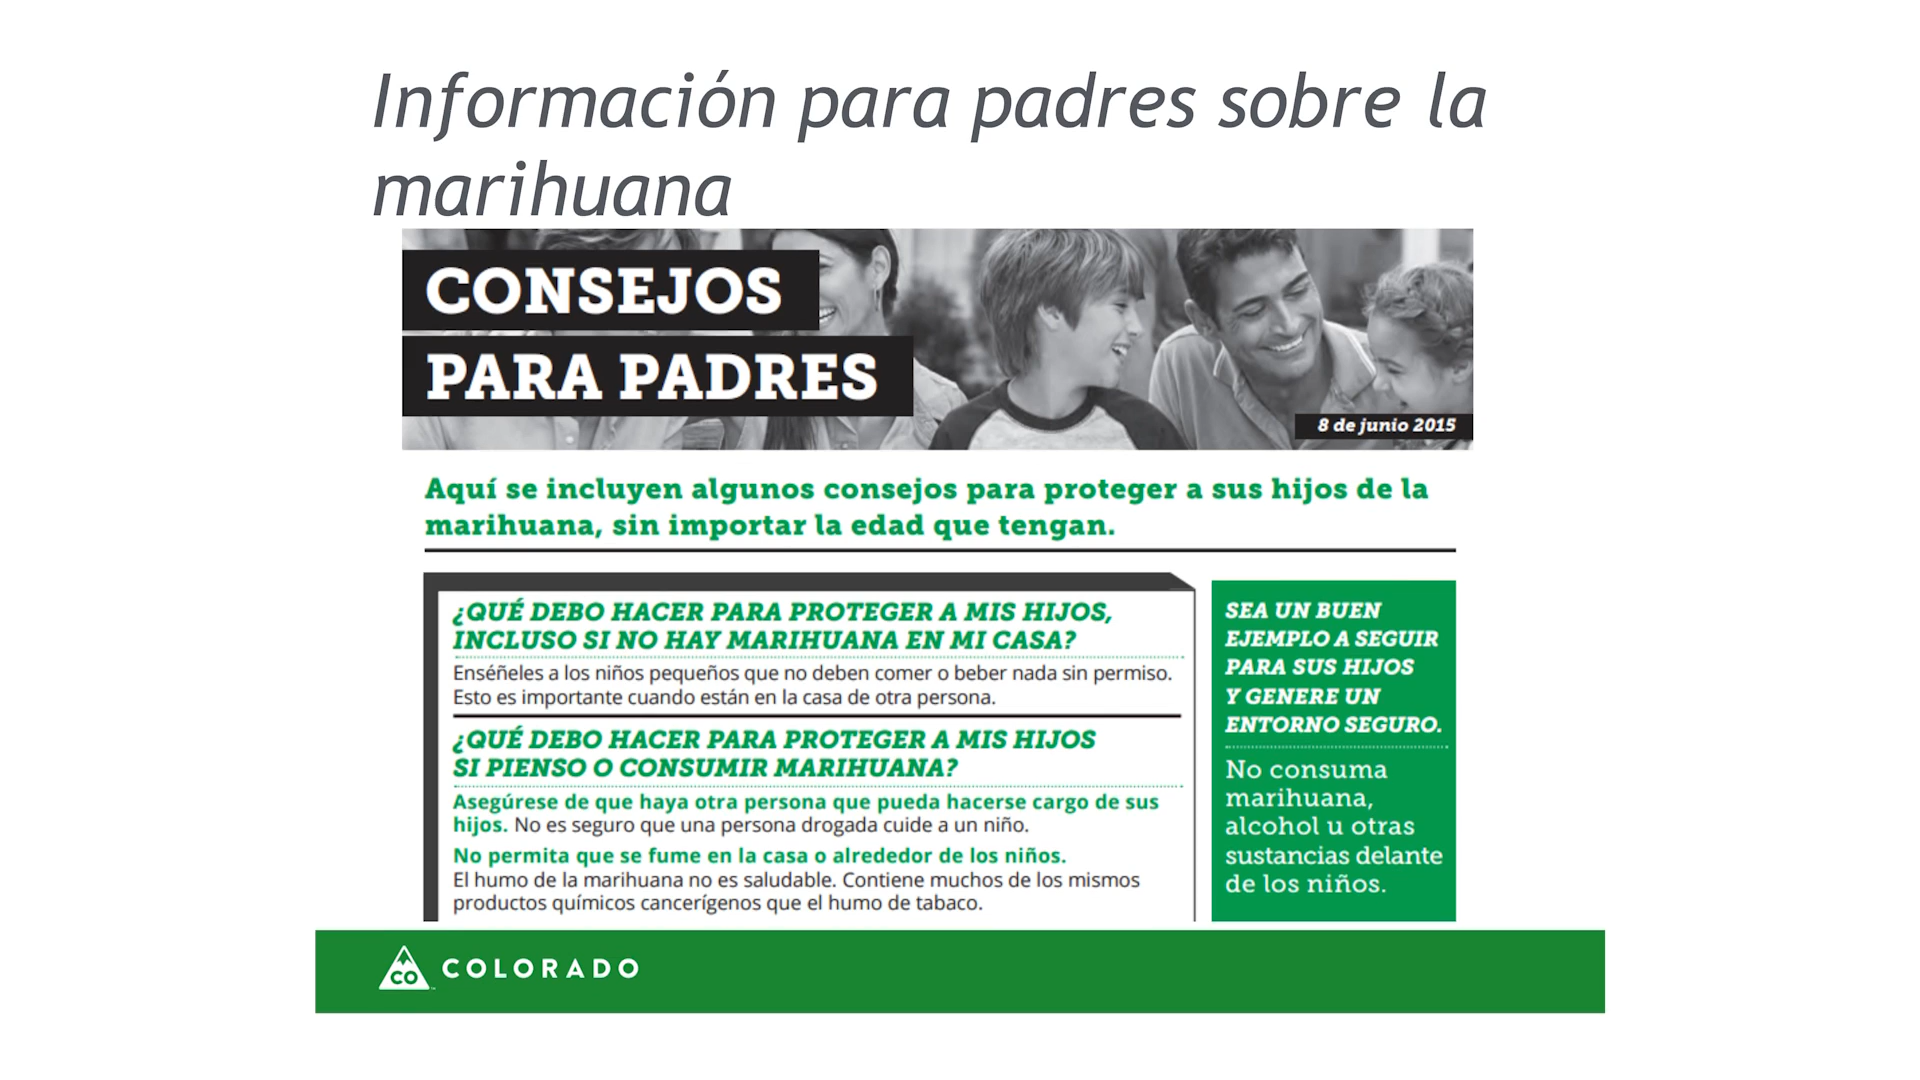 Información para padres sobre la
marihuana
CONSEJOS
PARA PADRES
8 de junio 2015
Aquí se incluyen algunos consejos para proteger a sus hijos de la
marihuana, sin importar la edad que tengan.
¿QUÉ DEBO HACER PARA PROTEGER A MIS HIJOS,
INCLUSO SI NO HAY MARIHUANA EN MI CASA?
Enséñeles a los niños pequeños que no deben comer o beber nada sin permiso.
Esto es importante cuando están en la casa de otra persona.
¿QUÉ DEBO HACER PARA PROTEGER A MIS HIJOS
SI PIENSO O CONSUMIR MARIHUANA?
Asegúrese de que haya otra persona que pueda hacerse cargo de sus
hijos. No es seguro que una persona drogada cuide a un niño.
No permita que se fume en la casa o alrededor de los niños.
El humo de la marihuana no es saludable. Contiene muchos de los mismos
productos químicos cancerígenos que el humo de tabaco.
SEA UN BUEN
EJEMPLO A SEGUIR
PARA SUS HIJOS
Y GENERE UN
ENTORNO SEGURO.
No consuma
marihuana,
alcohol u otras
sustancias delante
de los niños.
CO
COLORADO